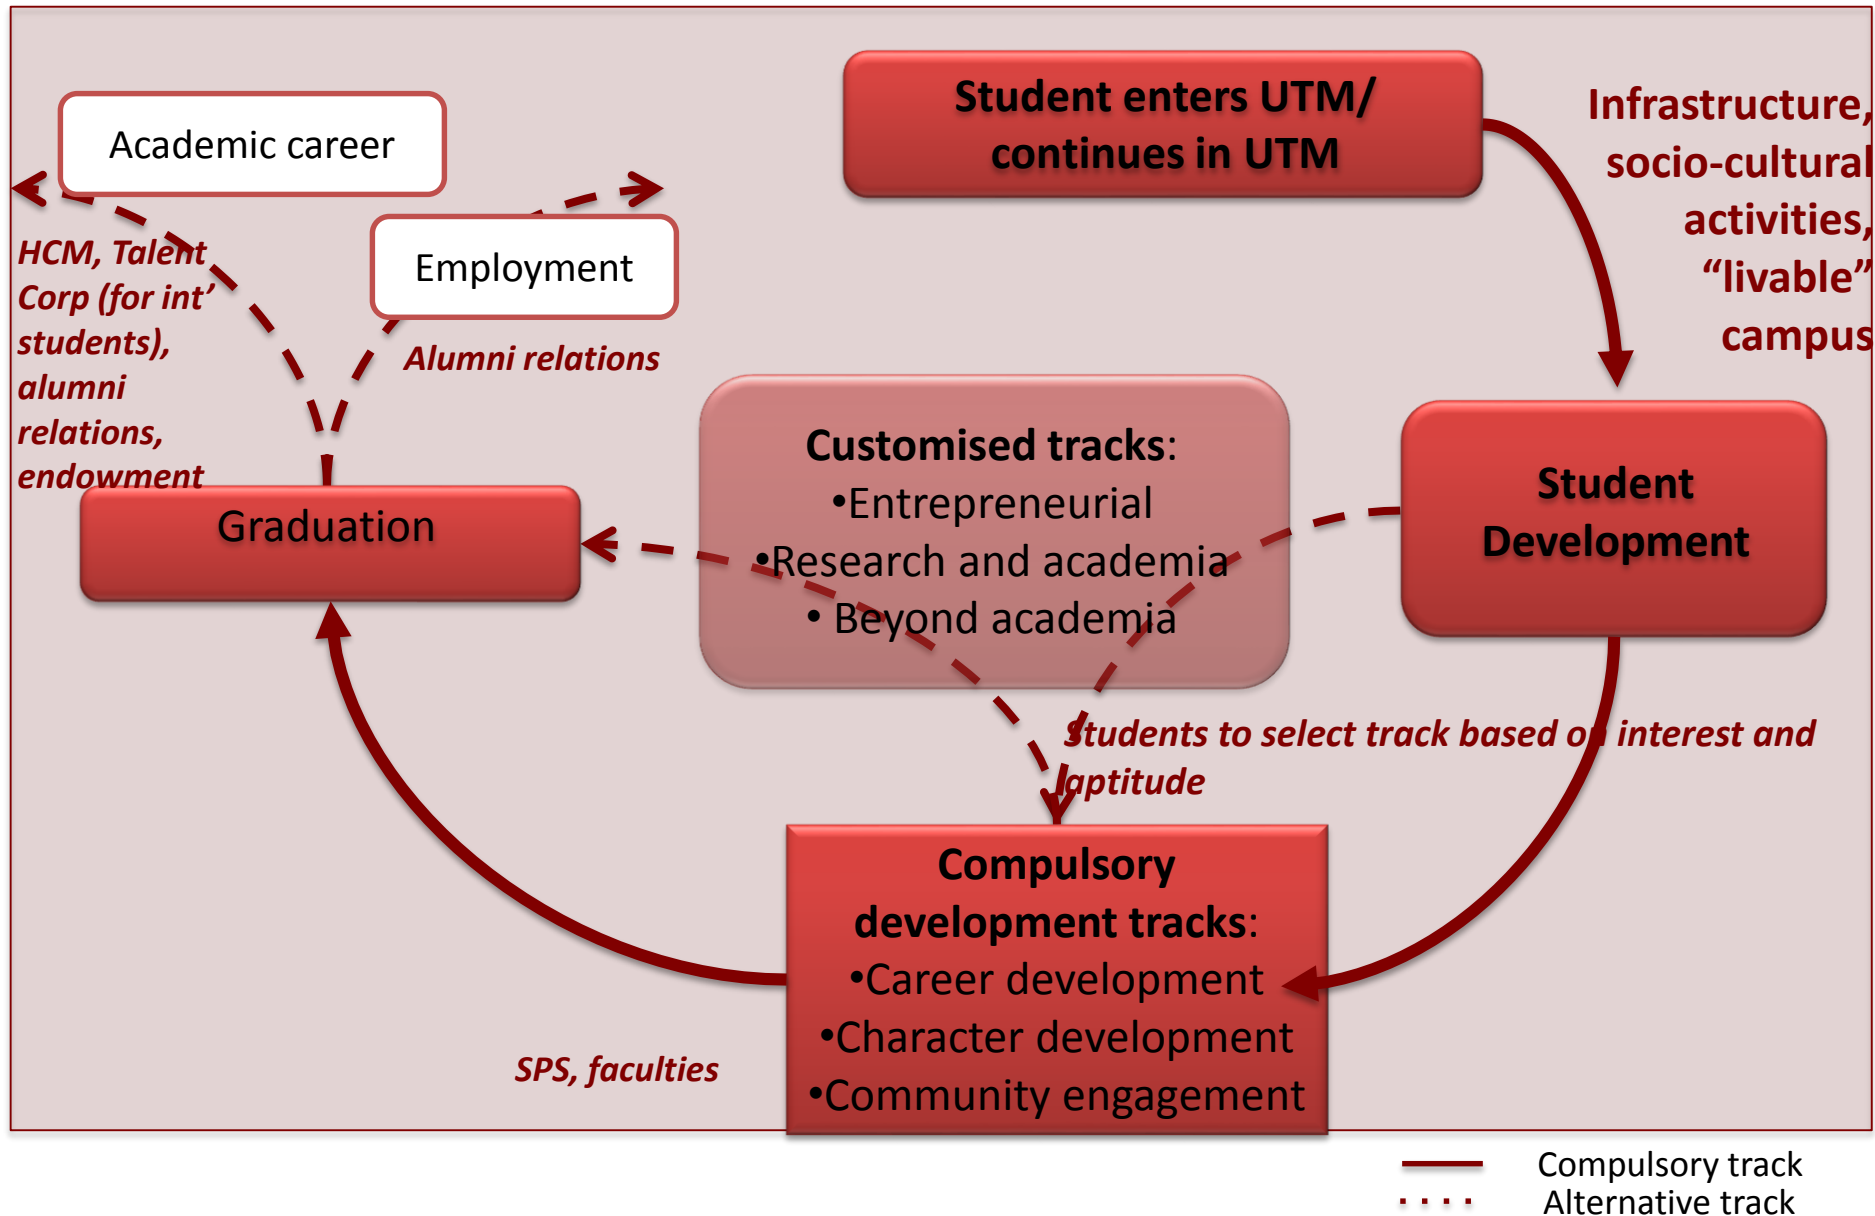 Student enters UTM/
continues in UTM
Infrastructure,
socio-cultural
activities,
“livable”
campus
Academic career
Employment
HCM, Talent
Corp (for int’
students),
alumni
relations,
endowment
Alumni relations
Customised tracks:
•Entrepreneurial
•Research and academia
• Beyond academia
Student
Development
Graduation
Students to select track based on interest and
aptitude
Compulsory
development tracks:
•Career development
•Character development
•Community engagement
SPS, faculties
Compulsory track
Alternative track